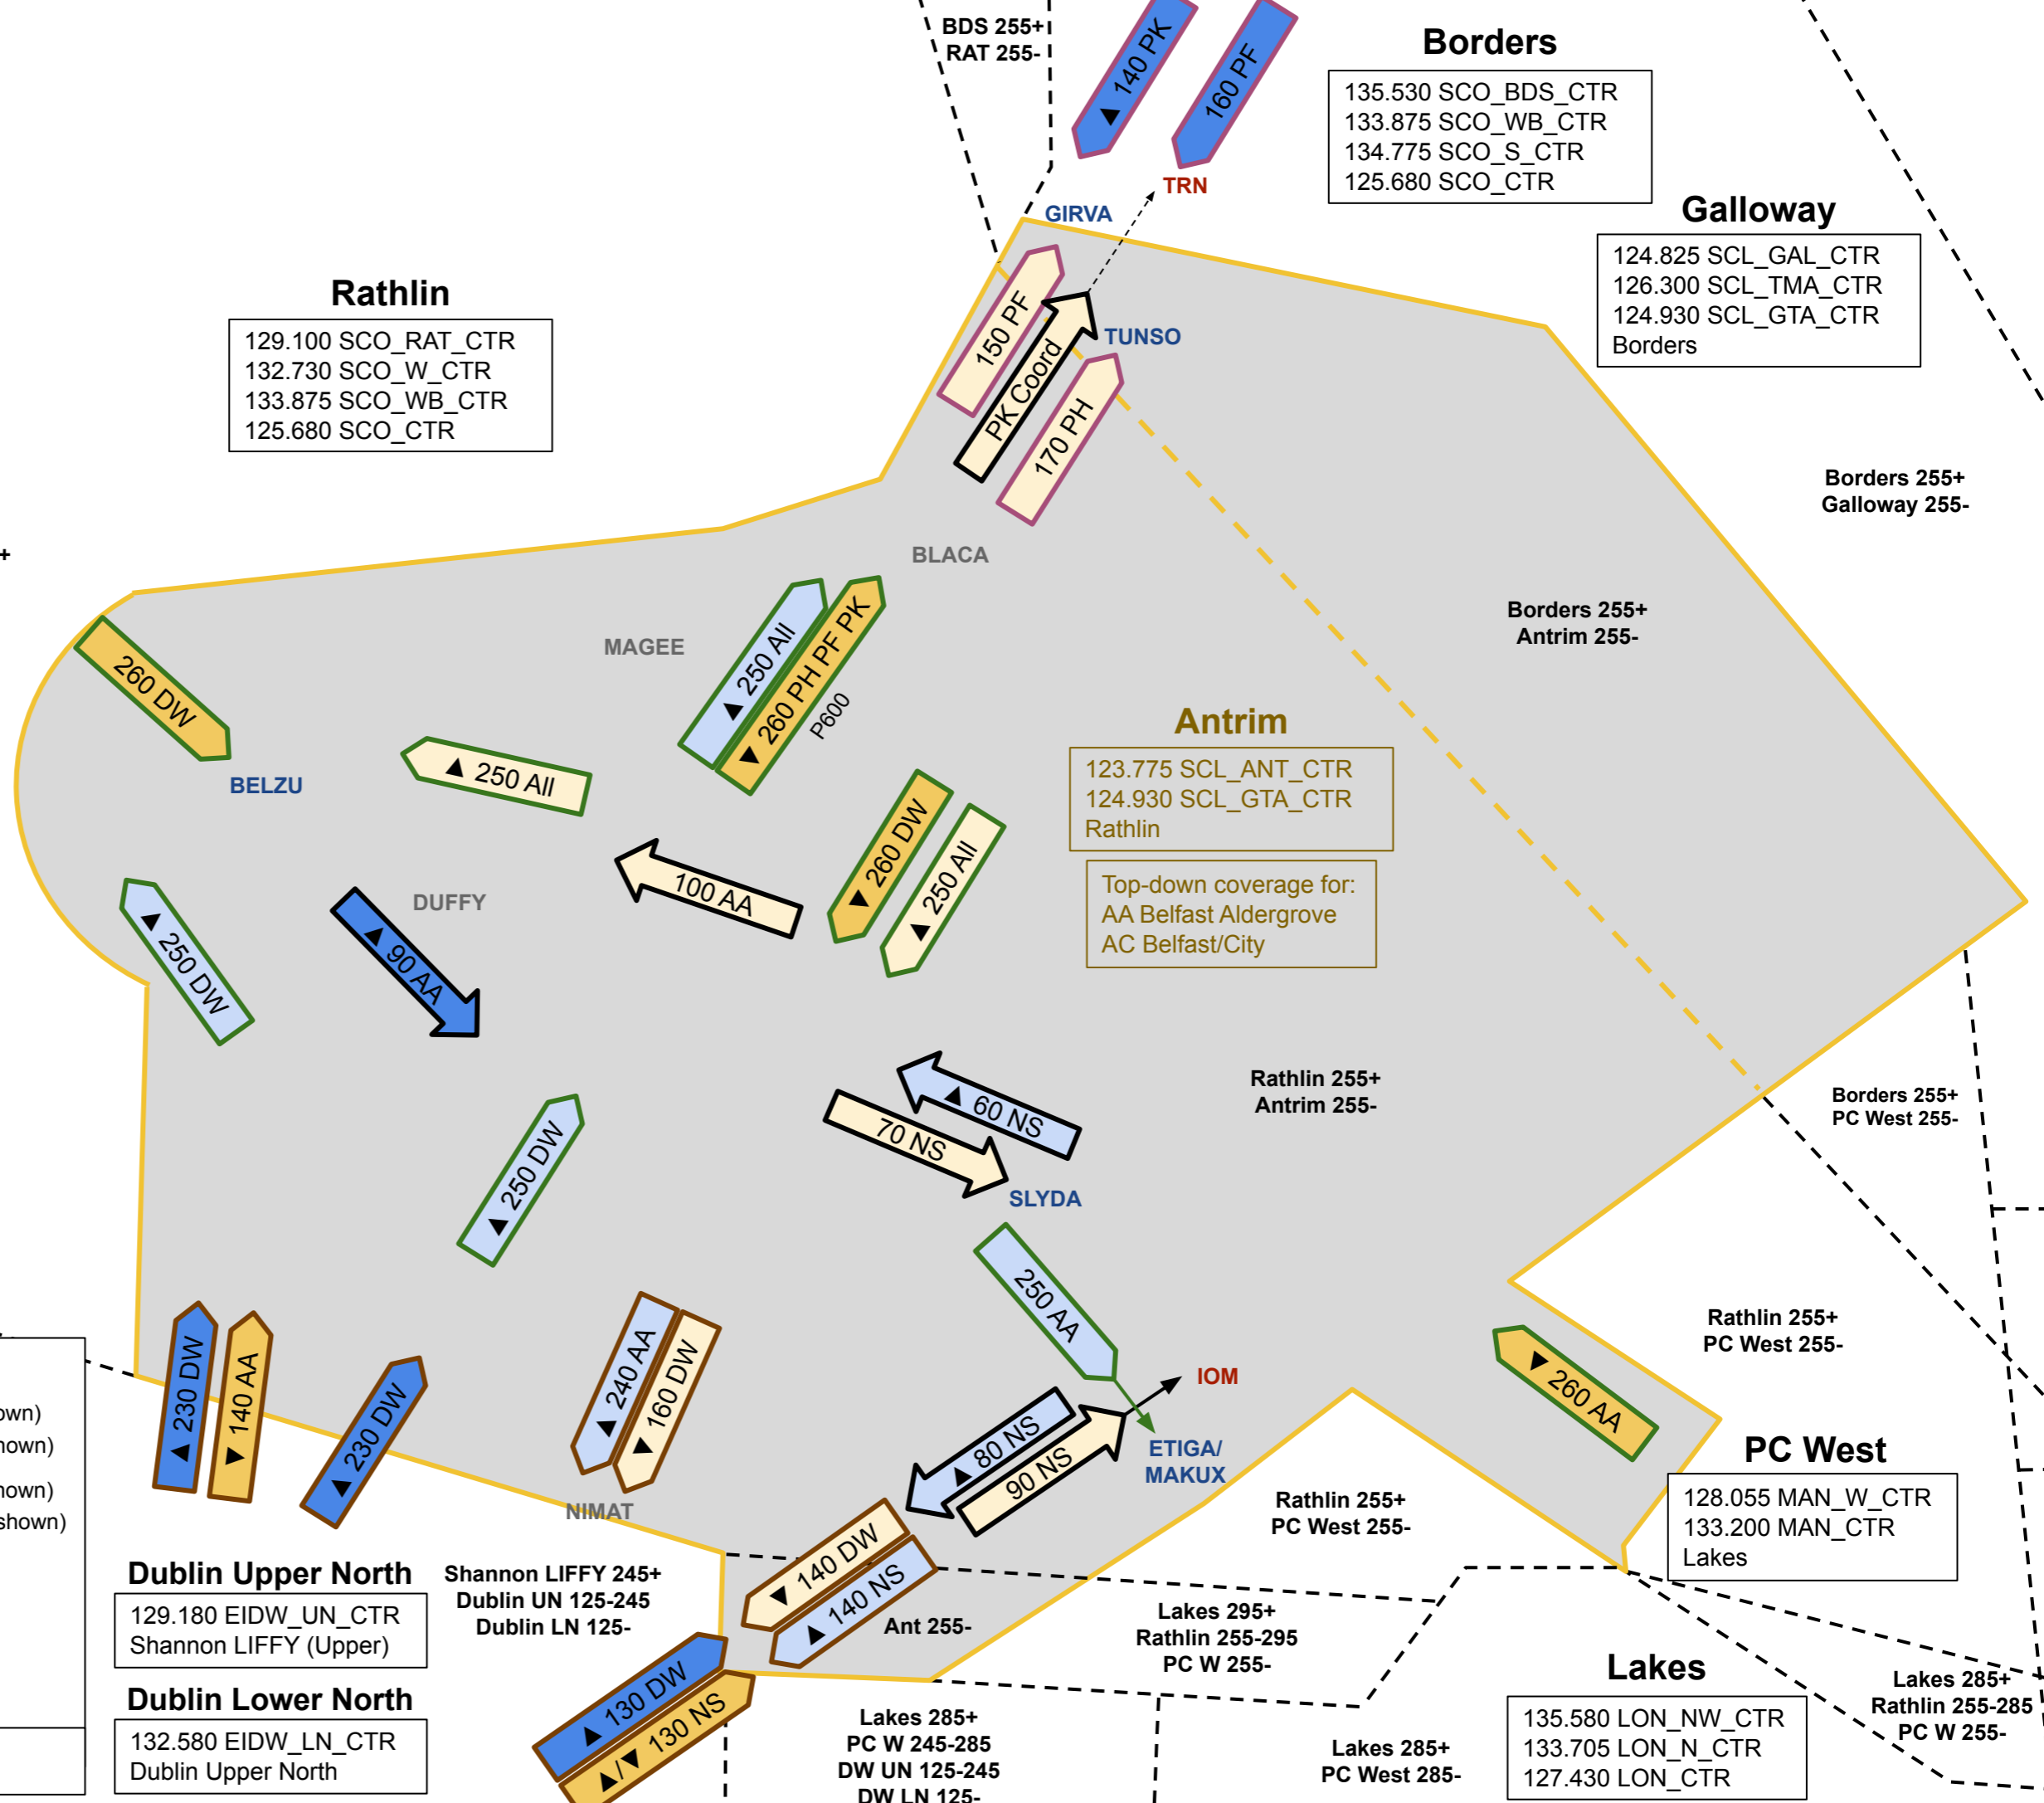 BDS 255+
RAT 255-
▲ 140 PK
160 PF
Borders
135.530 SCO_BDS_CTR
133.875 SCO_WB_CTR
134.775 SCO_S_CTR
125.680 SCO_CTR
TRN
GIRVA
Galloway
124.825 SCL_GAL_CTR
126.300 SCL_TMA_CTR
124.930 SCL_GTA_CTR
Borders
Rathlin
129.100 SCO_RAT_CTR
132.730 SCO_W_CTR
133.875 SCO_WB_CTR
125.680 SCO_CTR
150 PF
PK Coord
TUNSO
170 PH
Borders 255+
Galloway 255-
+
BLACA
MAGEE
▲ 250 All
▼ 260 PH PF PK
P600
Borders 255+
Antrim 255-
260 DW
BELZU
▲ 250 All
Antrim
123.775 SCL_ANT_CTR
124.930 SCL_GTA_CTR
Rathlin
▼ 260 DW
▲ 250 All
100 AA
Top-down coverage for:
AA Belfast Aldergrove
AC Belfast/City
DUFFY
▲ 250 DW
▲ 90 AA
Rathlin 255+
Antrim 255-
▲ 60 NS
70 NS
SLYDA
Borders 255+
PC West 255-
▲ 250 DW
250 AA
Rathlin 255+
PC West 255-
▲ 230 DW
▼ 140 AA
▲ 230 DW
▲ 240 AA
▼ 160 DW
IOM
▼ 260 AA
▲ 80 NS
90 NS
ETIGA/
MAKUX
own)
hown)
nown)
shown)
NIMAT
PC West
128.055 MAN_W_CTR
133.200 MAN_CTR
Lakes
Rathlin 255+
PC West 255-
Dublin Upper North
129.180 EIDW_UN_CTR
Shannon LIFFY (Upper)
Shannon LIFFY 245+
Dublin UN 125-245
Dublin LN 125-
▼ 140 DW
▲ 140 NS
Ant 255-
Lakes 295+
Rathlin 255-295
PC W 255-
Dublin Lower North
132.580 EIDW_LN_CTR
Dublin Upper North
▲ 130 DW
▲/▼ 130 NS
Lakes
135.580 LON_NW_CTR
133.705 LON_N_CTR
127.430 LON_CTR
Lakes 285+
Rathlin 255-285
PC W 255-
Lakes 285+
PC W 245-285
DW UN 125-245
DW LN 125-
Lakes 285+
PC West 285-